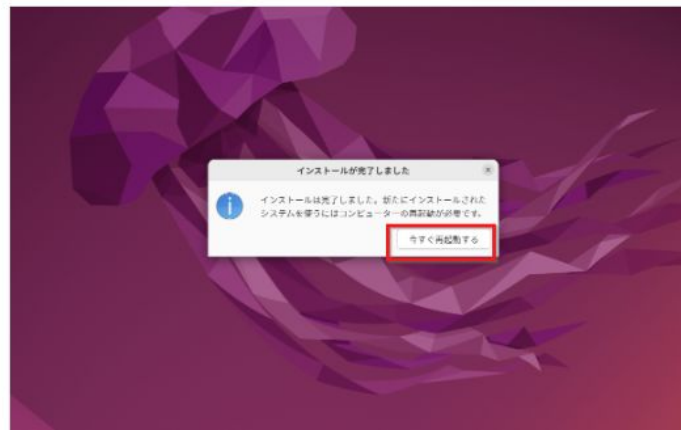 インストールが完了しました
インストールは完了しました。新たにインストールされた
システムを使うにはコンピューターの再起動が必要です。
今すぐ再起動する